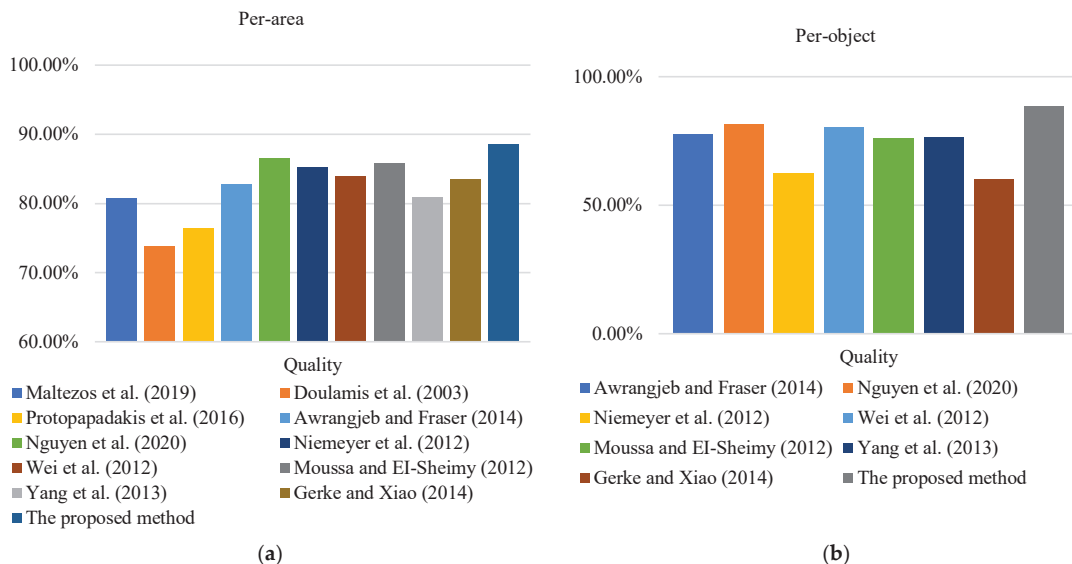 Per-area
100.00%
90.00%
80.00%
70.00%
60.00%
Quality
Maltezos et al. (2019) Doulamis et al. (2003)
Protopapadakis et al. (2016) Awrangjeb and Fraser (2014)
Nguyen et al. (2020) Niemeyer et al. (2012)
Wei et al. (2012) Moussa and EI-Sheimy (2012)
Yang et al. (2013) Gerke and Xiao (2014)
The proposed method
(a)
Per-object
100.00%
50.00%
0.00%
Quality
Awrangjeb and Fraser (2014) Nguyen et al. (2020)
Niemeyer et al. (2012) Wei et al. (2012)
Moussa and EI-Sheimy (2012) Yang et al. (2013)
Gerke and Xiao (2014) The proposed method
(b)